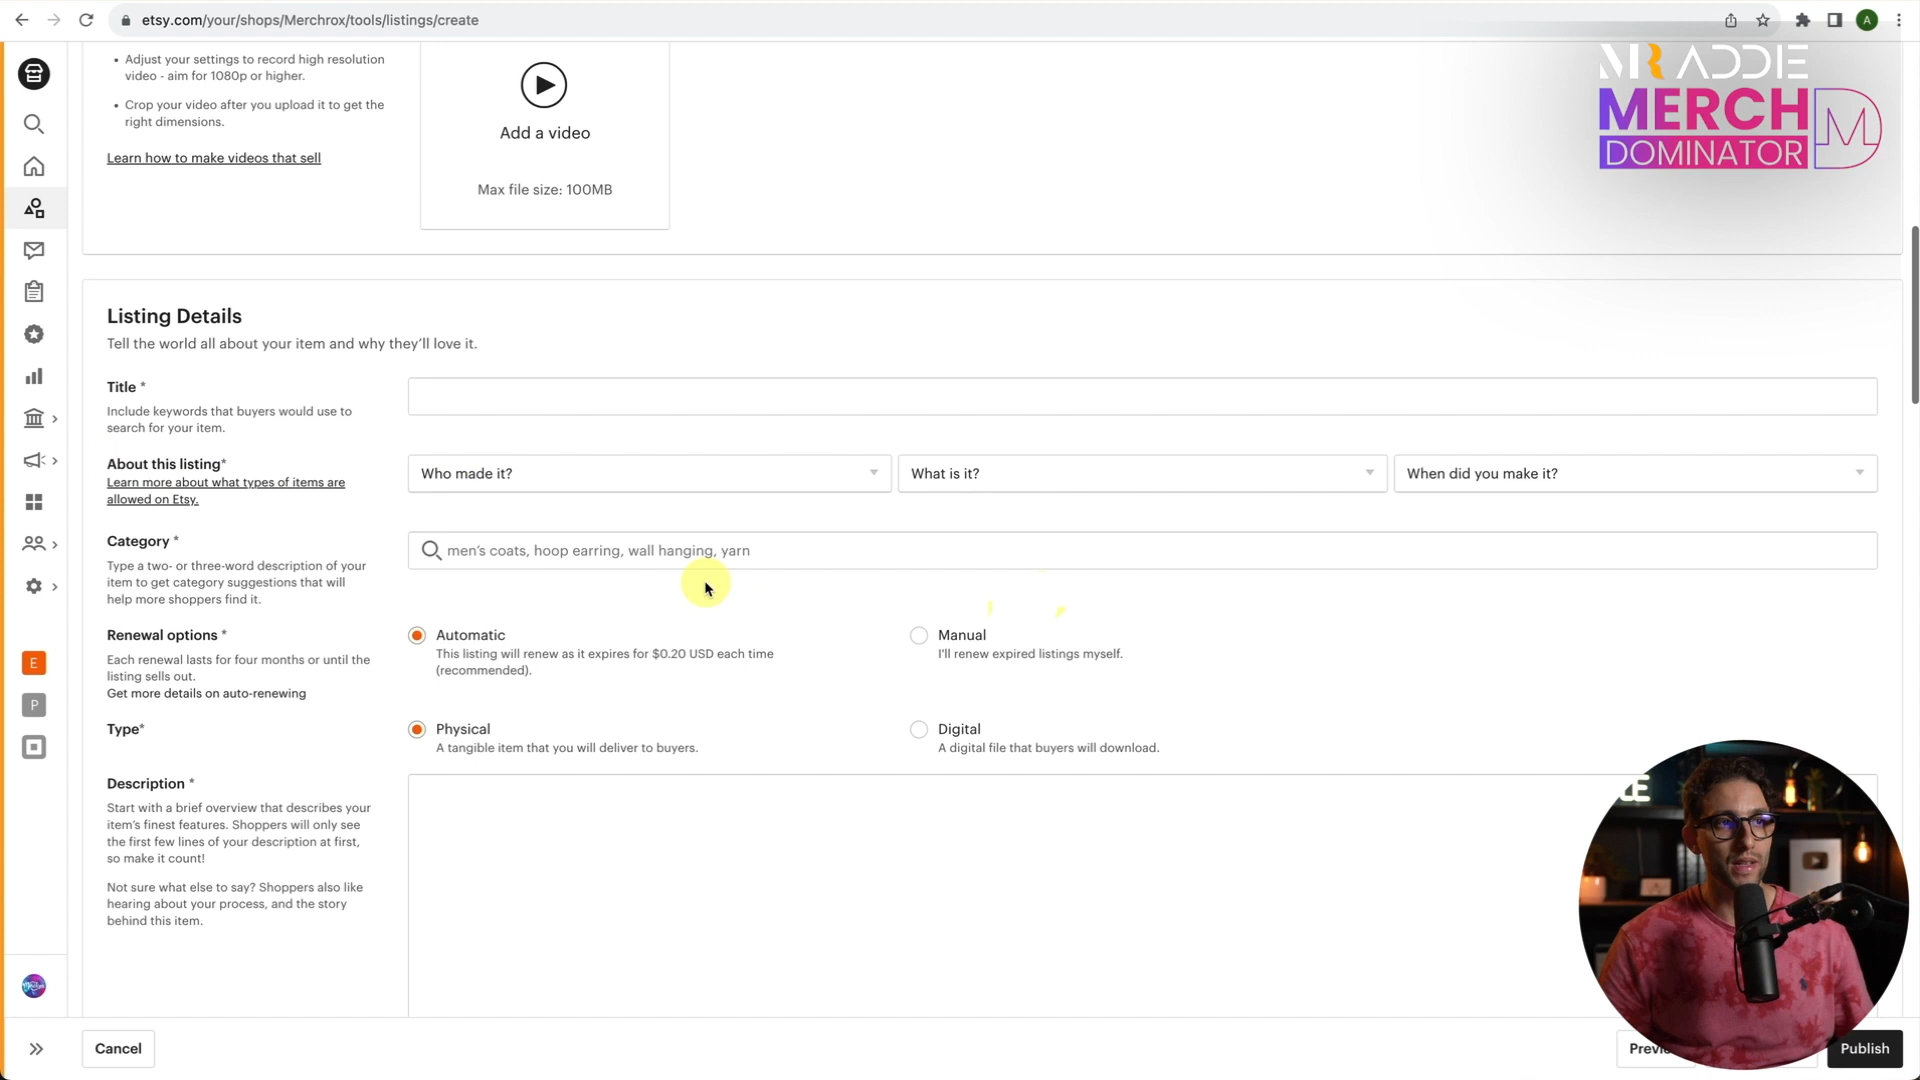 etsy.com/your/shops/Merchrox/tools/listings/create
A
MR ADDIE
MERCH
DOMINATOR
• Adjust your settings to record high resolution
video - aim for 1080p or higher.
• Crop your video after you upload it to get the
right dimensions.
Learn how to make videos that sell
Add a video
Max file size: 100MB
Listing Details
Tell the world all about your item and why they'll love it.
Title *
Include keywords that buyers would use to
search for your item.
About this listing*
Learn more about what types of items are
allowed on Etsy.
Who made it?
What is it?
When did you make it?
Category *
Type a two- or three-word description of your
item to get category suggestions that will
help more shoppers find it.
men's coats, hoop earring, wall hanging, yarn
Renewal options *
Each renewal lasts for four months or until the
listing sells out.
Get more details on auto-renewing
Automatic
This listing will renew as it expires for $0.20 USD each time
(recommended).
Manual
I'll renew expired listings myself.
Type*
Physical
A tangible item that you will deliver to buyers.
Digital
A digital file that buyers will download.
Description *
Start with a brief overview that describes your
item's finest features. Shoppers will only see
the first few lines of your description at first,
so make it count!
Not sure what else to say? Shoppers also like
hearing about your process, and the story
behind this item.
E
P
Cancel
Publish